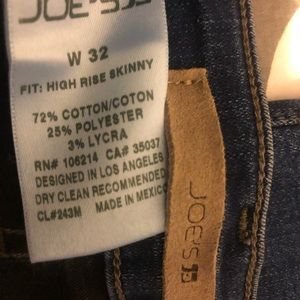 JOE'S
W 32
FIT: HIGH RISE SKINNY
72% COTTON/COTON
25% POLYESTER
3% LYCRA
RN# 106214 CA# 35037
DESIGNED IN LOS ANGELES
DRY CLEAN RECOMMENDED
MADE IN MEXICO
CL#243M
JOE'S